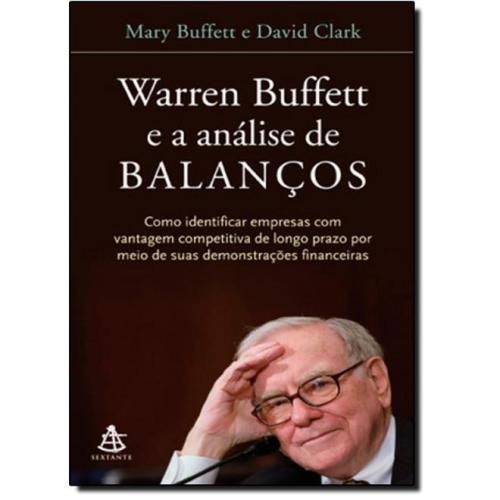 Mary Buffett e David Clark
Warren Buffett
e a análise de
BALANÇOS
Como identificar empresas com
vantagem competitiva de longo prazo por
meio de suas demonstrações financeiras
SEXTANTE